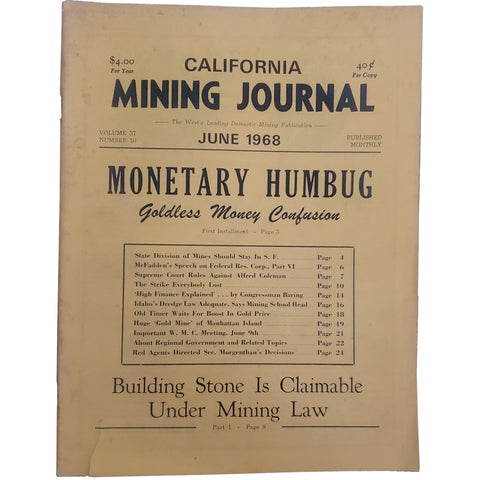 $4.00
Per Year
CALIFORNIA
40¢
Per Copy
MINING JOURNAL
The West's Leading Domestic Mining Publication
VOLUME 37
NUMBER 10
JUNE 1968
PUBLISHED
MONTHLY
MONETARY HUMBUG
Goldless Money Confusion
First Installment - Page 3
State Division of Mines Should Stay In S. F. Page 4
McFadden's Speech on Federal Res. Corp., Part VI Page 6
Supreme Court Rules Against Alfred Coleman Page 7
The Strike Everybody Lost Page 10
'High Finance Explained' . . . by Congressman Baring Page 14
Idaho's Dredge Law Adequate, Says Mining School Head Page 16
Old Timer Waits For Boost In Gold Price Page 18
Huge 'Gold Mine' of Manhattan Island Page 19
Important W. M. C. Meeting, June 9th Page 21
About Regional Government and Related Topics Page 22
Red Agents Directed Sec. Morgenthau's Decisions Page 24
Building Stone Is Claimable
Under Mining Law
Part 1 - Page 8